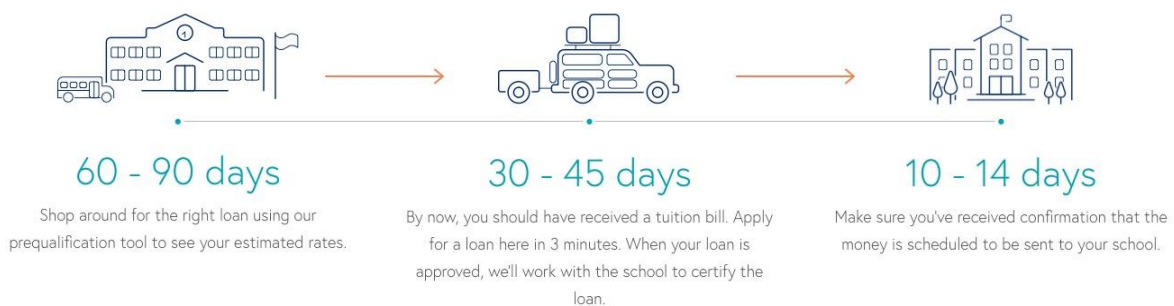 1
60 - 90 days
Shop around for the right loan using our
prequalification tool to see your estimated rates.
30 - 45 days
By now, you should have received a tuition bill. Apply
for a loan here in 3 minutes. When your loan is
approved, we'll work with the school to certify the
loan.
10 - 14 days
Make sure you've received confirmation that the
money is scheduled to be sent to your school.